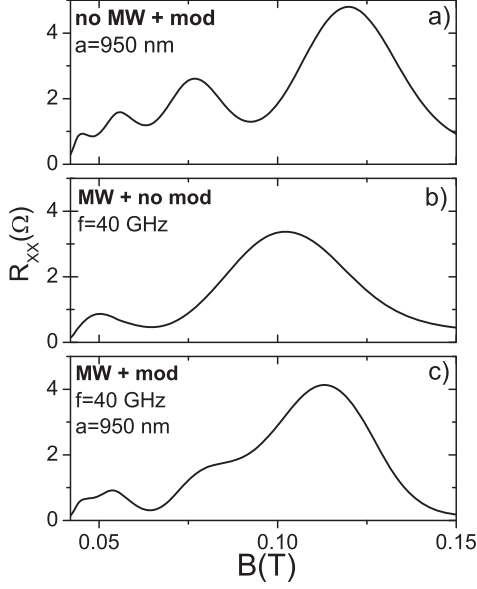 no MW + mod
a=950 nm
a)
4
2
0
MW + no mod
f=40 GHz
b)
4
2
0
MW + mod
f=40 GHz
a=950 nm
c)
4
2
0
Rxx(Ω)
0.05
0.10
0.15
B(T)